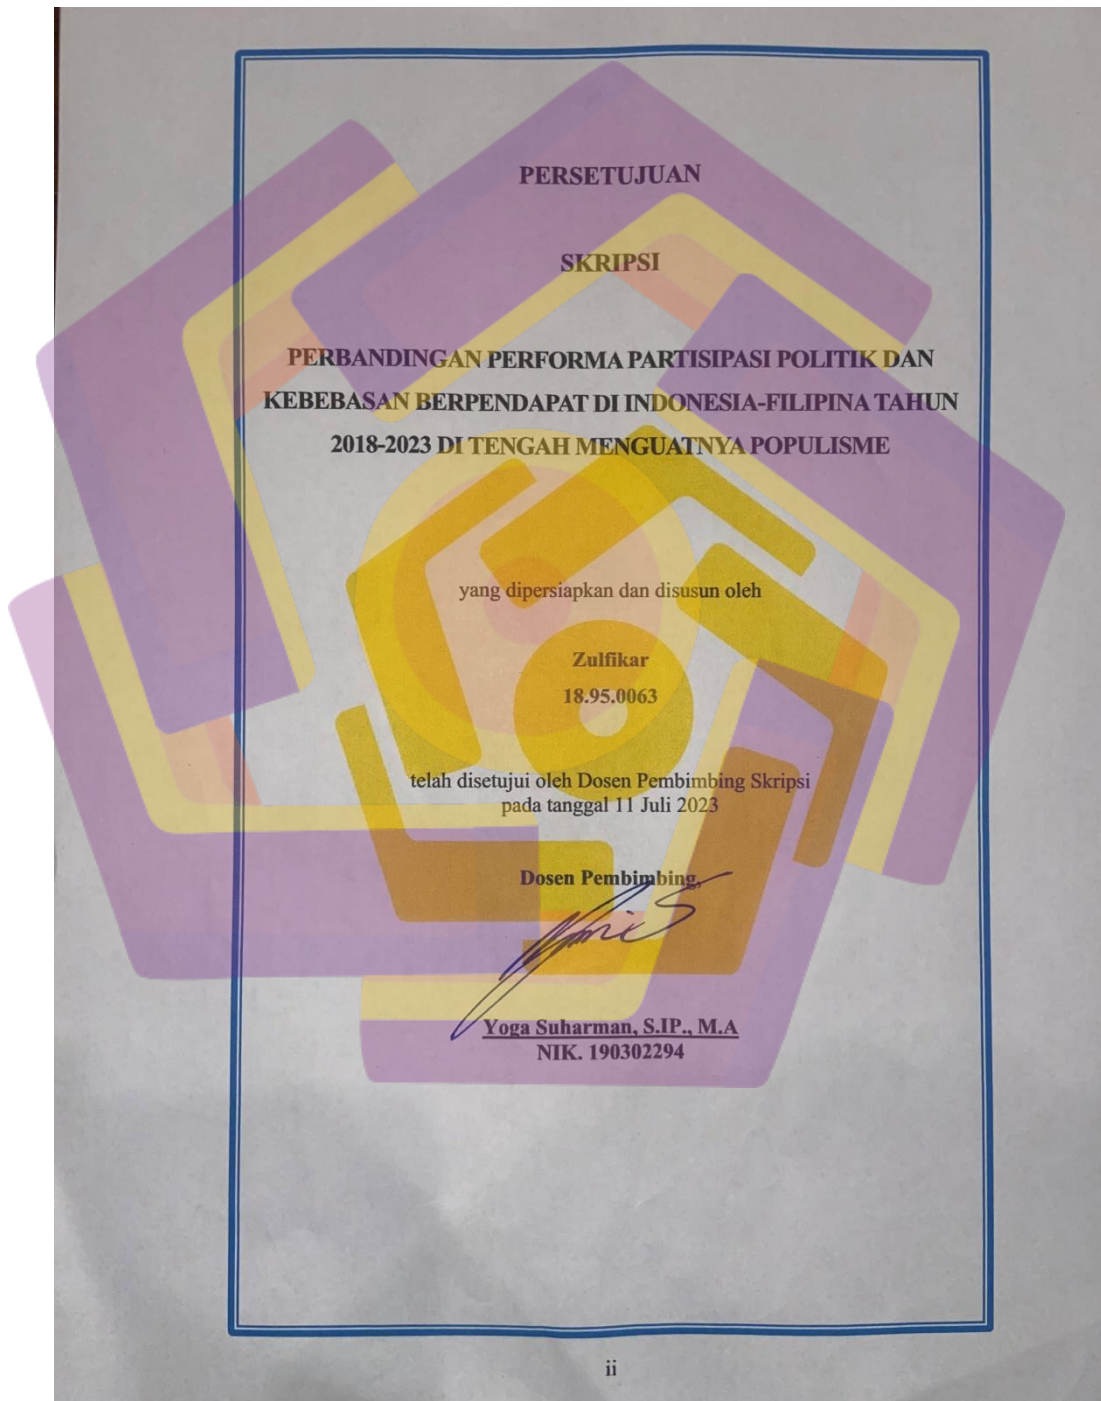 PERSETUJUAN
SKRIPSI
PERBANDINGAN PERFORMA PARTISIPASI POLITIK DAN
KEBEBASAN BERPENDAPAT DI INDONESIA-FILIPINA TAHUN
2018-2023 DI TENGAH MENGUATNYA POPULISME
yang dipersiapkan dan disusun oleh
Zulfikar
18.95.0063
telah disetujui oleh Dosen Pembimbing Skripsi
pada tanggal 11 Juli 2023
Dosen Pembimbing,
Yoga Suharman, S.IP., M.A
NIK. 190302294
ii